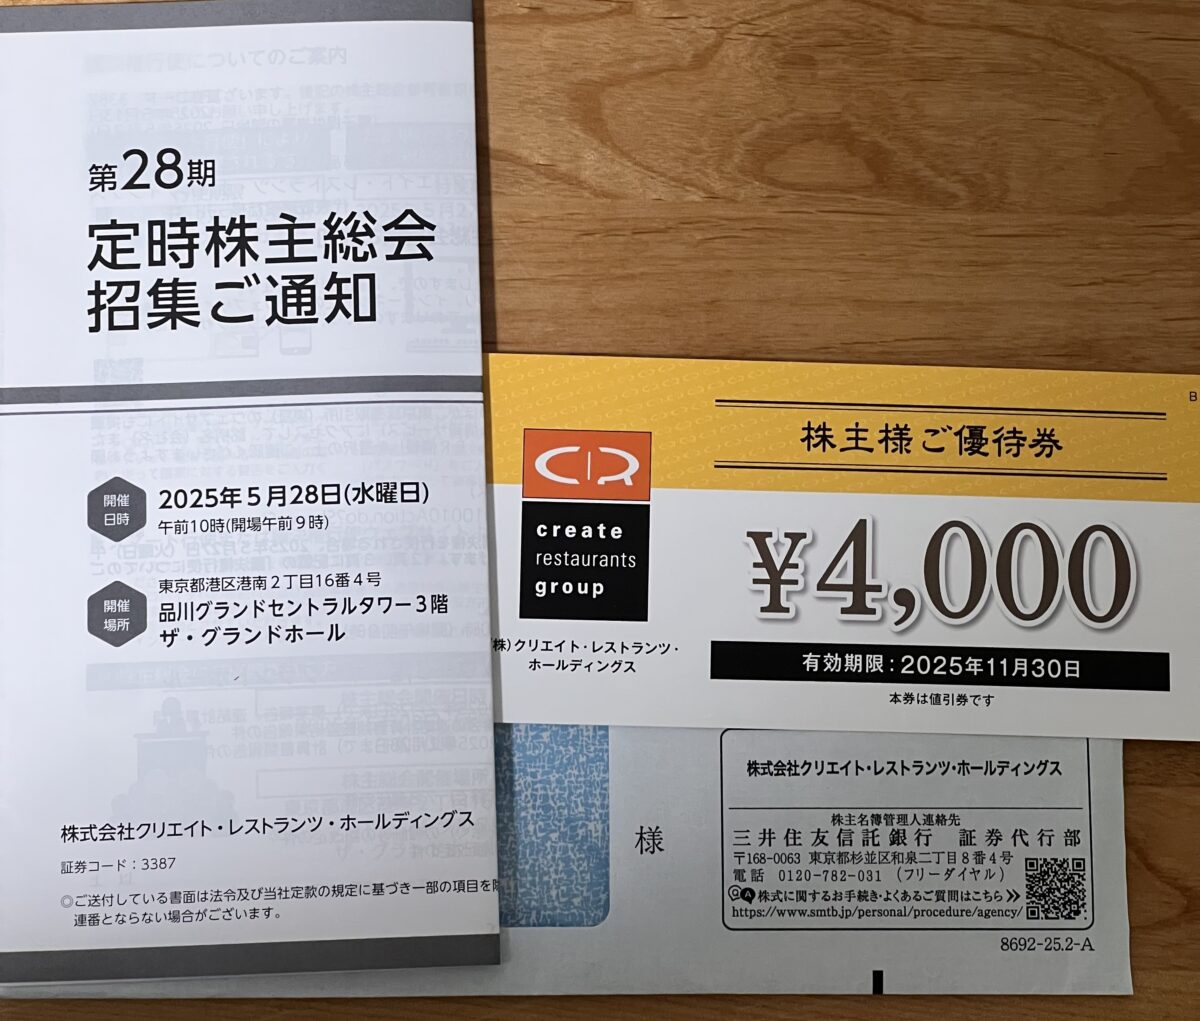 第28期
定時株主総会
招集ご通知
開催
日時
2025年5月28日(水曜日)
午前10時(開場午前9時)
開催
場所
東京都港区港南2丁目16番4号
品川グランドセントラルタワー3階
ザ・グランドホール
株式会社クリエイト・レストランツ・ホールディングス
証券コード：3387
◎ご送付している書面は法令及び当社定款の規定に基づき一部の項目を
連番とならない場合がございます。
B
株主様ご優待券
CR
create
restaurants
group
¥4,000
(株)クリエイト・レストランツ・
ホールディングス
有効期限：2025年11月30日
本券は値引券です
様
株式会社クリエイト・レストランツ・ホールディングス
株主名簿管理人連絡先
三井住友信託銀行 証券代行部
〒168-0063 東京都杉並区和泉二丁目8番4号
電話 0120-782-031 (フリーダイヤル)
QA株式に関するお手続き・よくあるご質問はこちら》
https://www.smtb.jp/personal/procedure/agency/
8692-25.2-A